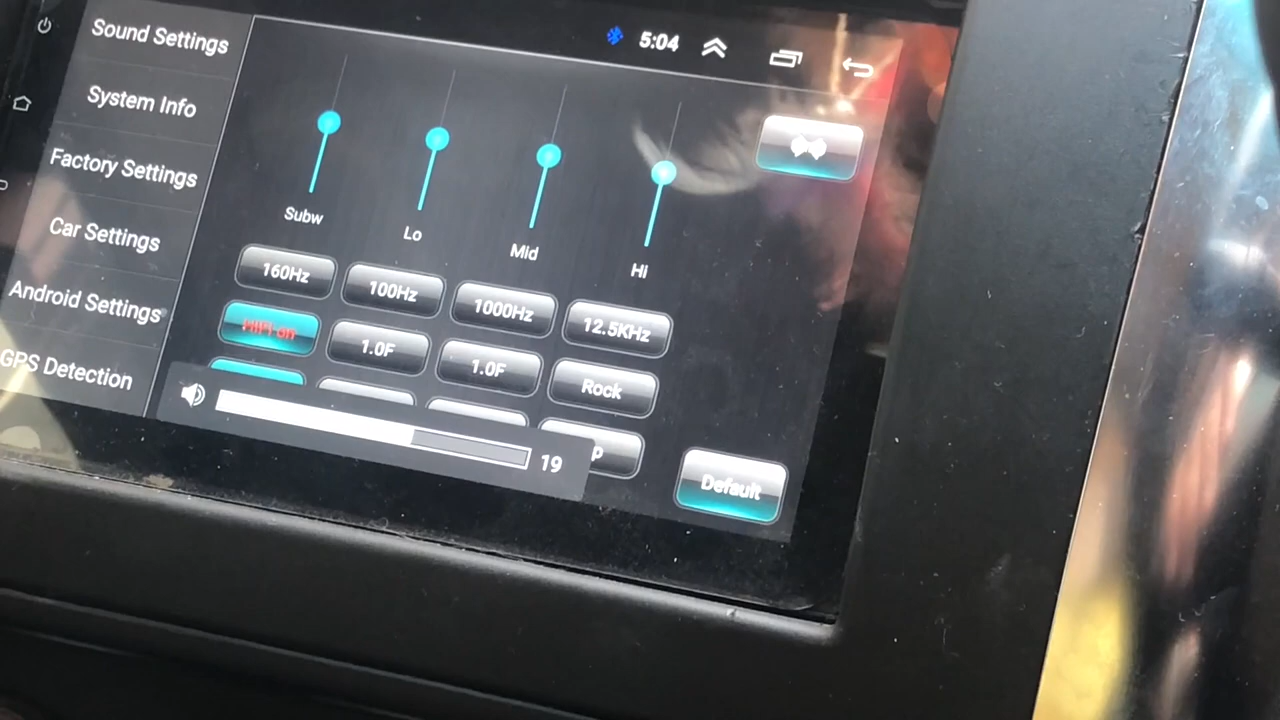 5:04
Sound Settings
System Info
Factory Settings
Car Settings
Android Settings
GPS Detection
Subw
Lo
Mid
Hi
160Hz
100Hz
1000Hz
12.5KHz
HIFI on
1.0F
1.0F
Rock
19
Default